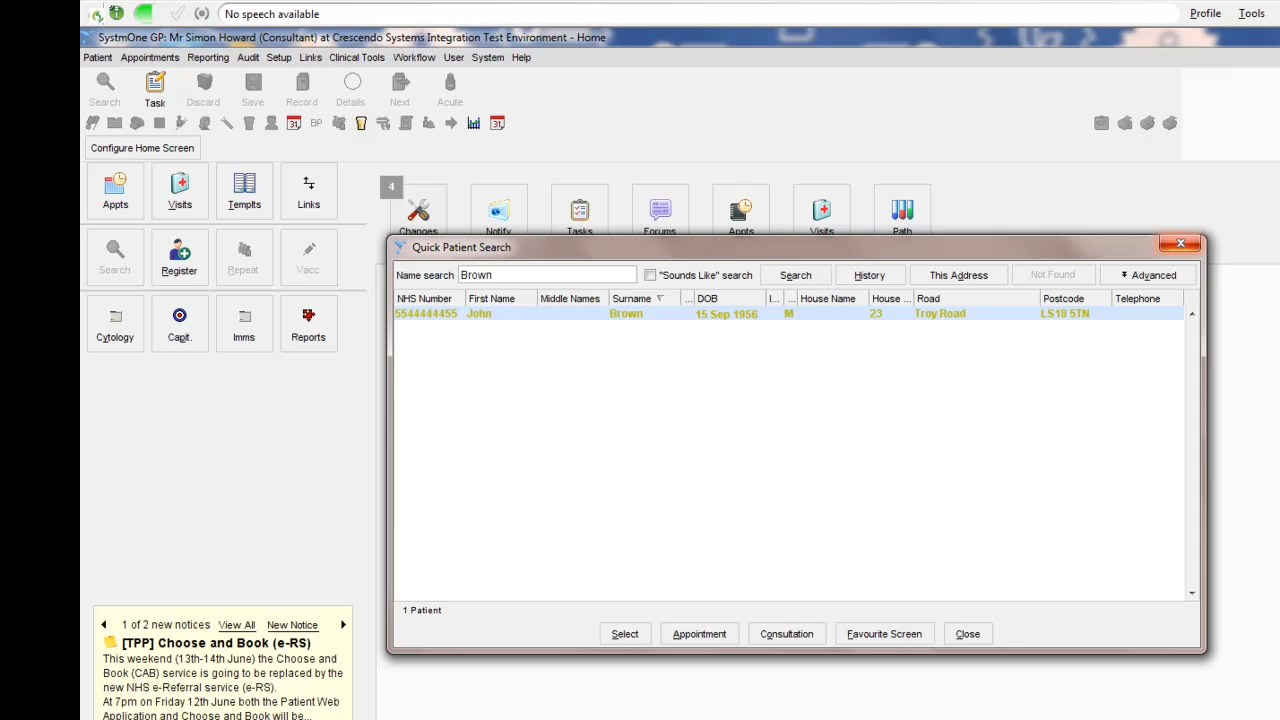 No speech available
Profile Tools
SystmOne GP: Mr Simon Howard (Consultant) at Crescendo Systems Integration Test Environment - Home
Patient Appointments Reporting Audit Setup Links Clinical Tools Workflow User System Help
Search Task Discard Save Record Details Next Acute
31 BP 31
Configure Home Screen
Appts Visits Templts Links
4
Changes Notify Tasks Forums Appts Visits Path
Search Register Repeat Vacc
Cytology Capit. Imms Reports
Quick Patient Search
Name search Brown "Sounds Like" search Search History This Address Not Found Advanced
NHS Number First Name Middle Names Surname ... DOB I... ... House Name House ... Road Postcode Telephone
5544444455 John Brown 15 Sep 1956 M 23 Troy Road LS18 5TN
1 Patient
Select Appointment Consultation Favourite Screen Close
1 of 2 new notices View All New Notice
[TPP] Choose and Book (e-RS)
This weekend (13th-14th June) the Choose and
Book (CAB) service is going to be replaced by the
new NHS e-Referral service (e-RS).
At 7pm on Friday 12th June both the Patient Web
Application and Choose and Book will be...